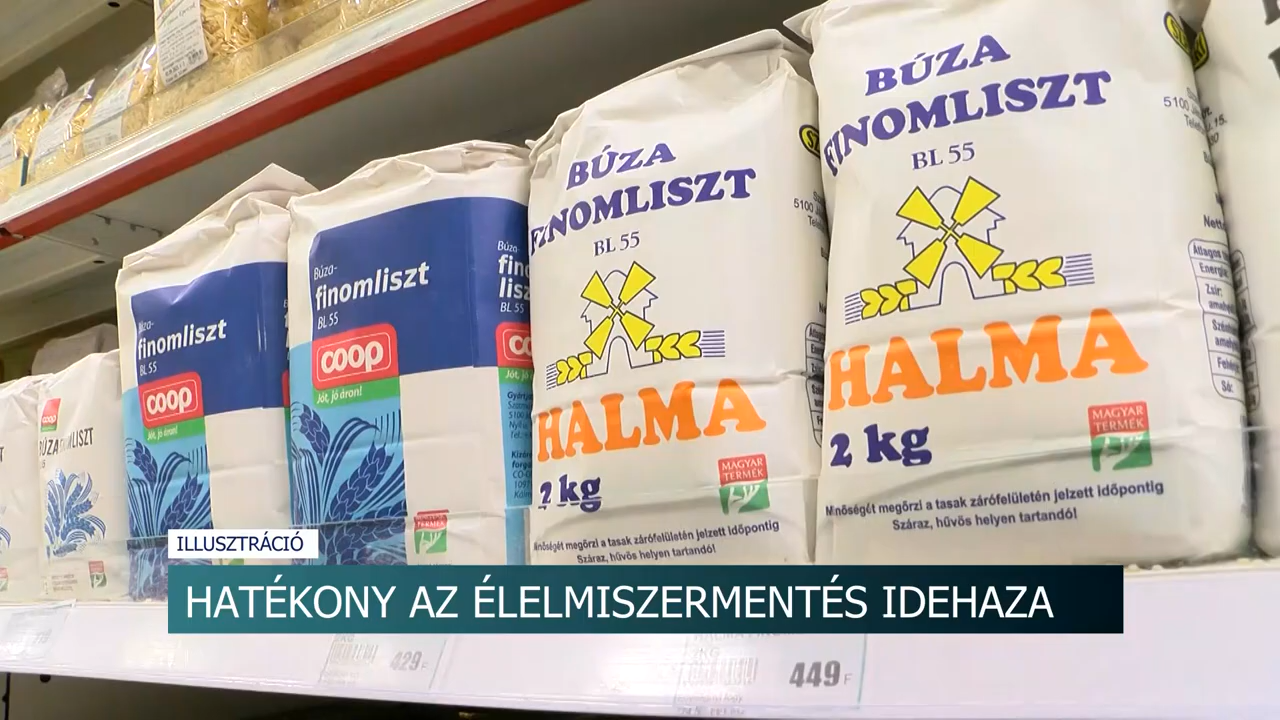 BÚZA
FINOMLISZT
BL 55
HALMA
2 kg
MAGYAR
TERMÉK
Minőségét megőrzi a tasak zárófelületén jelzett időpontig
Száraz, hűvös helyen tartandó!
BÚZA
FINOMLISZT
BL 55
HALMA
2 kg
MAGYAR
TERMÉK
Minőségét megőrzi a tasak zárófelületén jelzett időpontig
Száraz, hűvös helyen tartandó!
Búza-
finomliszt
BL 55
coop
Jót, jó áron!
Búza-
finomliszt
BL 55
coop
Jót, jó áron!
coop
ILLUSZTRÁCIÓ
HATÉKONY AZ ÉLELMISZERMENTÉS IDEHAZA
429 F
449 F